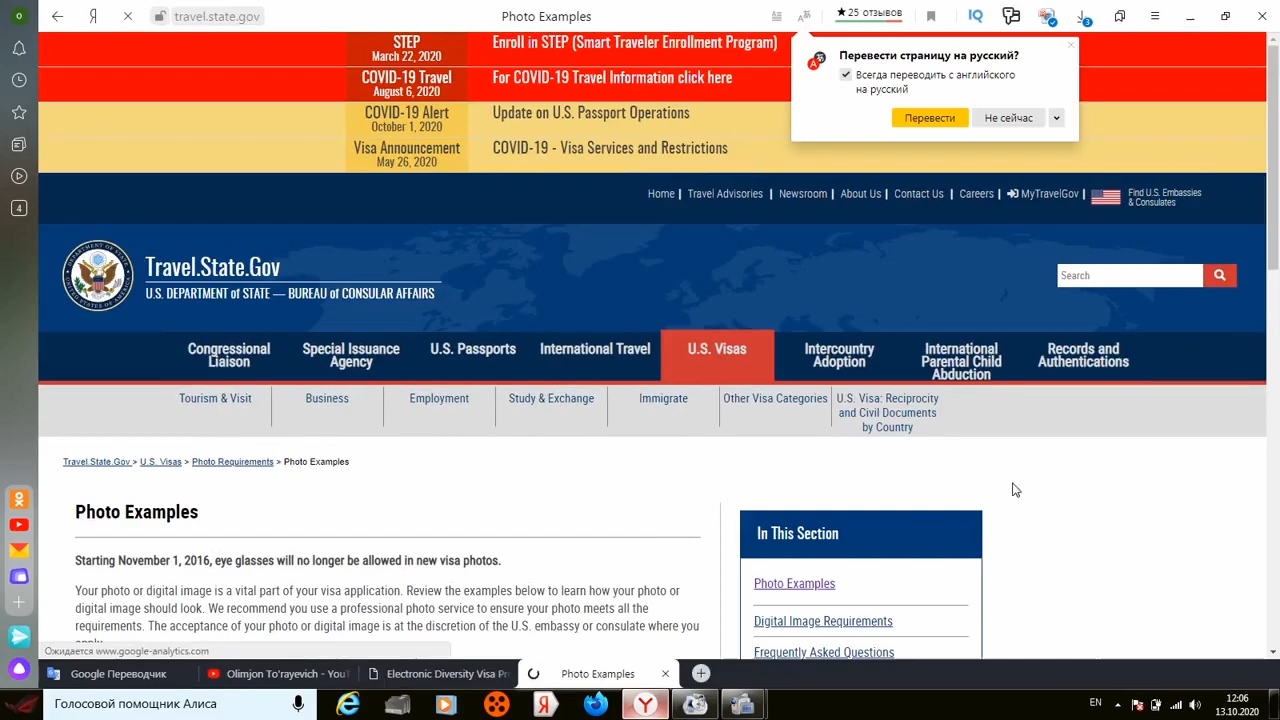 travel.state.gov
Photo Examples
★ 25 отзывов
3
STEP
March 22, 2020
Enroll in STEP (Smart Traveler Enrollment Program)
COVID-19 Travel
August 6, 2020
For COVID-19 Travel Information click here
COVID-19 Alert
October 1, 2020
Update on U.S. Passport Operations
Visa Announcement
May 26, 2020
COVID-19 - Visa Services and Restrictions
Перевести страницу на русский?
Всегда переводить с английского
на русский
Перевести
Не сейчас
Home | Travel Advisories | Newsroom | About Us | Contact Us | Careers | MyTravelGov | Find U.S. Embassies
& Consulates
Travel.State.Gov
U.S. DEPARTMENT of STATE — BUREAU of CONSULAR AFFAIRS
Search
Congressional
Liaison
Special Issuance
Agency
U.S. Passports
International Travel
U.S. Visas
Intercountry
Adoption
International
Parental Child
Abduction
Records and
Authentications
Tourism & Visit
Business
Employment
Study & Exchange
Immigrate
Other Visa Categories
U.S. Visa: Reciprocity
and Civil Documents
by Country
Travel.State.Gov > U.S. Visas > Photo Requirements > Photo Examples
Photo Examples
Starting November 1, 2016, eye glasses will no longer be allowed in new visa photos.
Your photo or digital image is a vital part of your visa application. Review the examples below to learn how your photo or
digital image should look. We recommend you use a professional photo service to ensure your photo meets all the
requirements. The acceptance of your photo or digital image is at the discretion of the U.S. embassy or consulate where you
apply.
In This Section
Photo Examples
Digital Image Requirements
Frequently Asked Questions
Ожидается www.google-analytics.com
4
Google Переводчик
Olimjon To'rayevich - YouT
Electronic Diversity Visa Pr
Photo Examples
Голосовой помощник Алиса
EN
12:06
13.10.2020